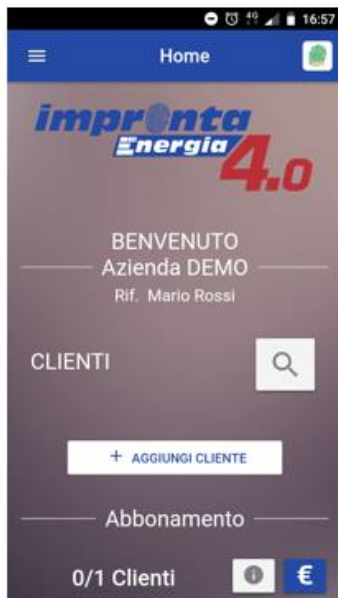 4G 16:57
Home
impronta
Energia
4.0
BENVENUTO
Azienda DEMO
Rif. Mario Rossi
CLIENTI
+ AGGIUNGI CLIENTE
Abbonamento
0/1 Clienti €